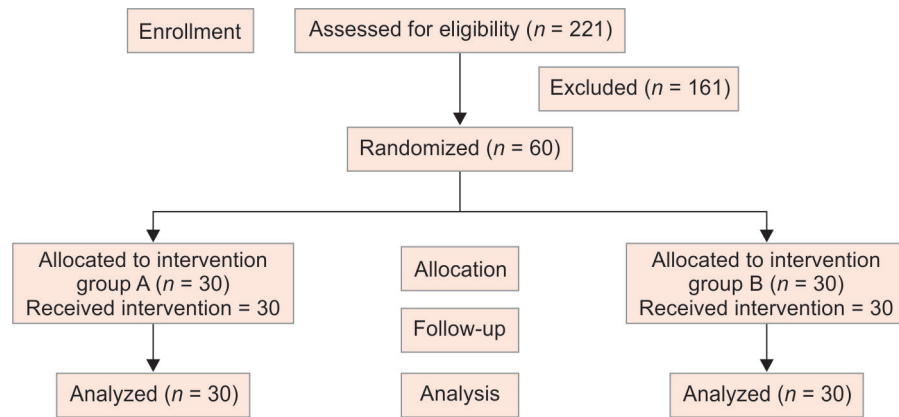 Enrollment
Assessed for eligibility (n = 221)
Excluded (n = 161)
Randomized (n = 60)
Allocated to intervention
group A (n = 30)
Received intervention = 30
Allocation
Allocated to intervention
group B (n = 30)
Received intervention = 30
Follow-up
Analyzed (n = 30)
Analysis
Analyzed (n = 30)